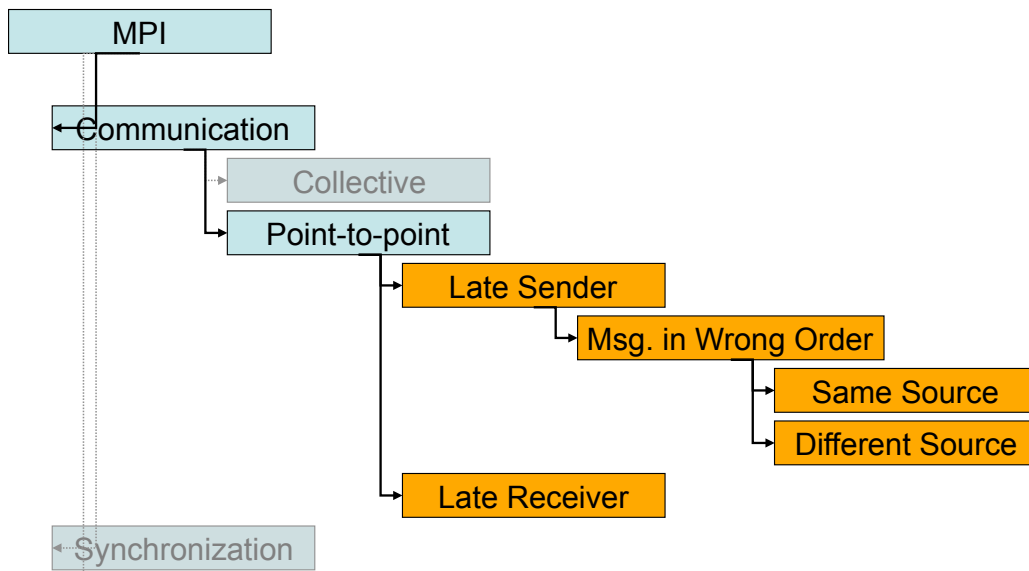 MPI
Communication
Collective
Point-to-point
Late Sender
Msg. in Wrong Order
Same Source
Different Source
Late Receiver
Synchronization